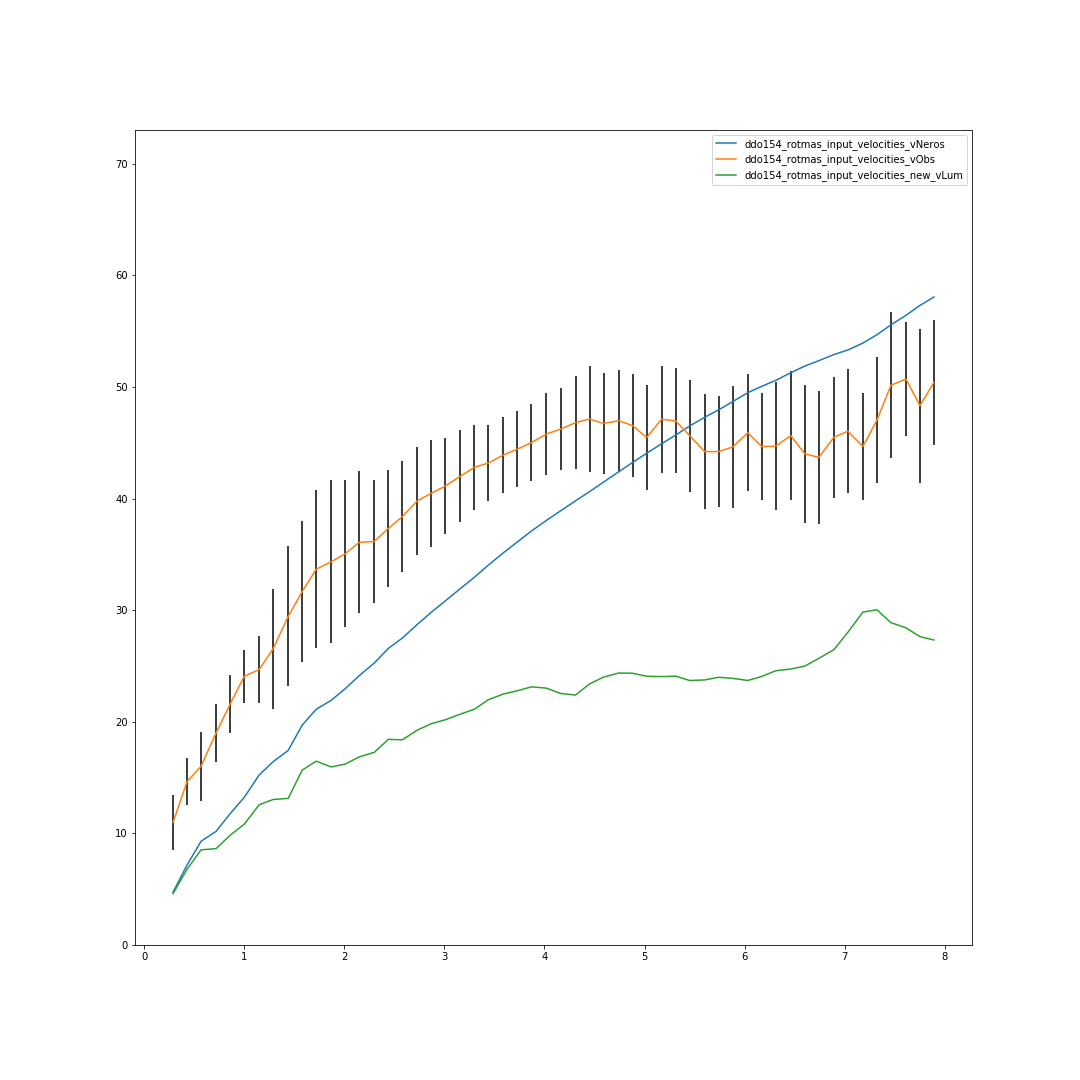 ddo154_rotmas_input_velocities_vNeros
ddo154_rotmas_input_velocities_vObs
ddo154_rotmas_input_velocities_new_vLum
70
60
50
40
30
20
10
0
0 1 2 3 4 5 6 7 8